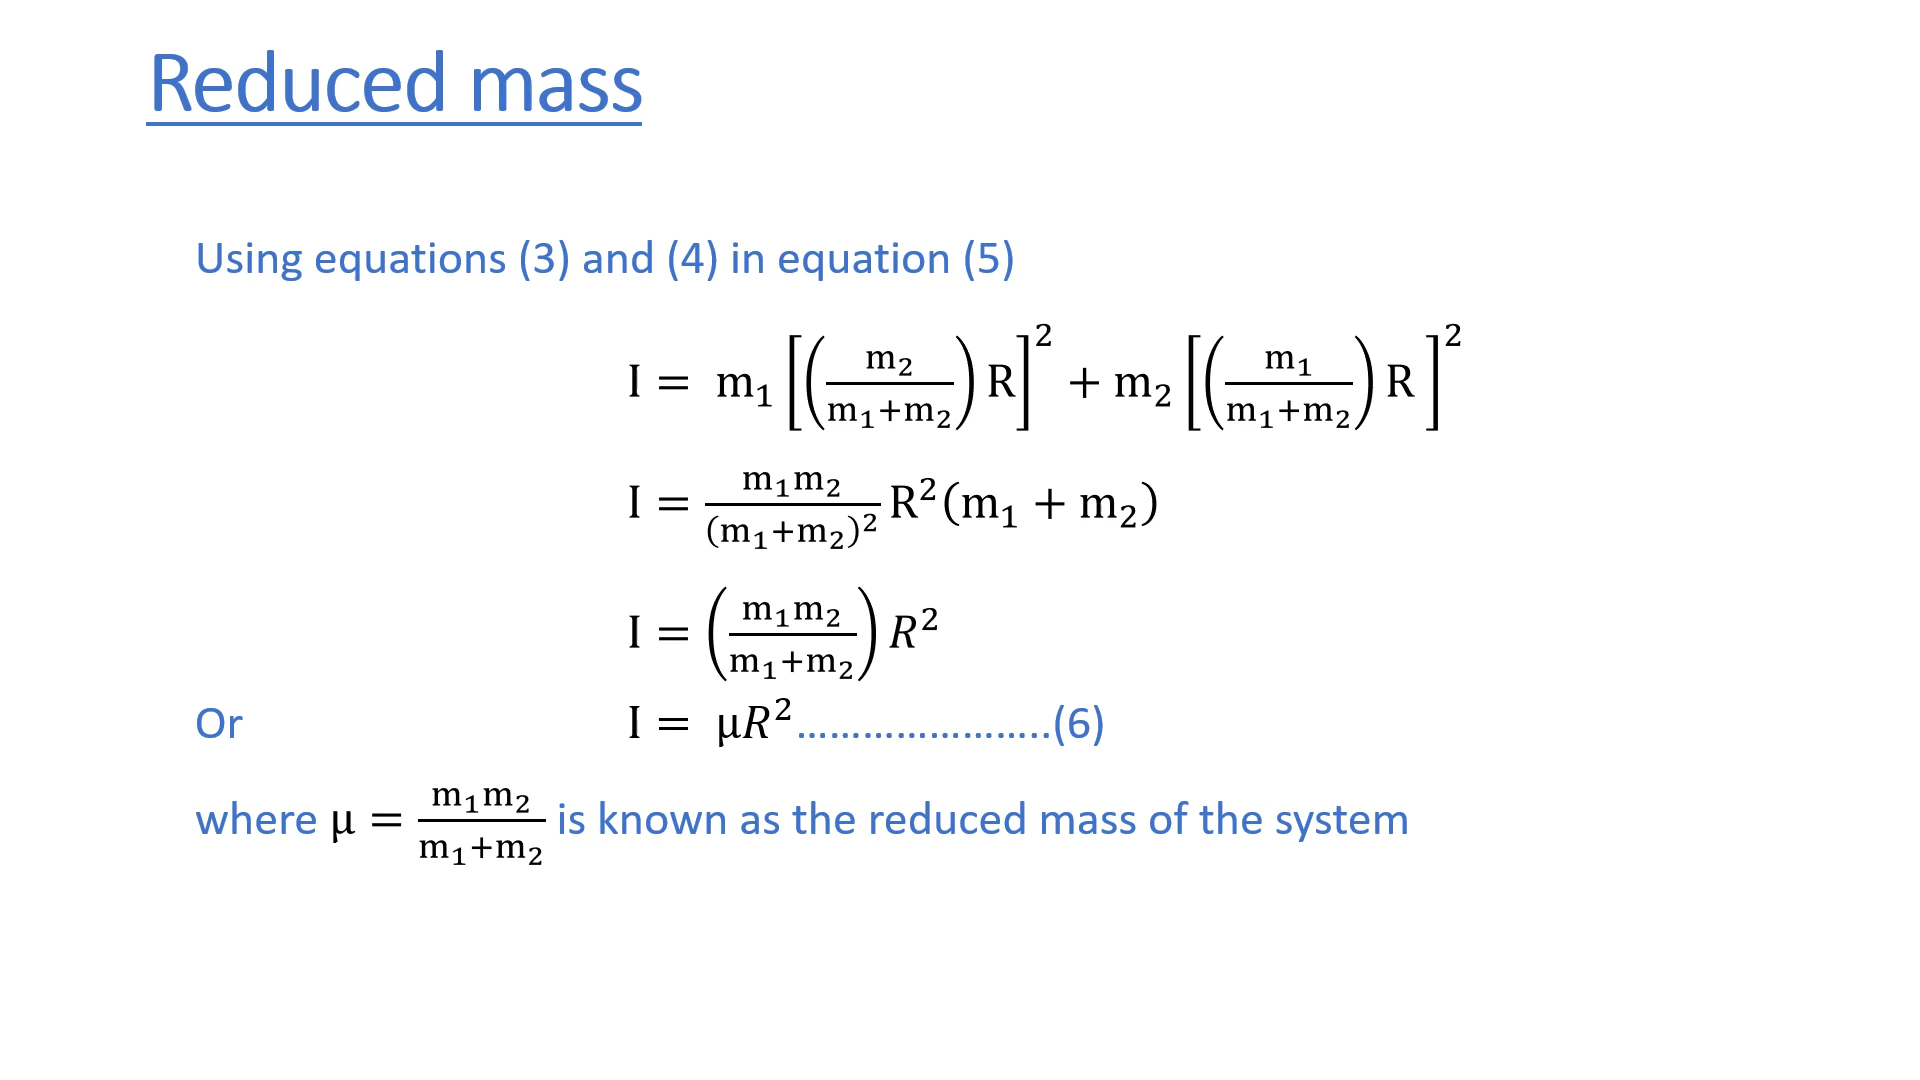 Reduced mass
Using equations (3) and (4) in equation (5)
I = m₁ [(m₂/(m₁+m₂)) R]² + m₂ [(m₁/(m₁+m₂)) R ]²
I = m₁m₂/(m₁+m₂)² R²(m₁ + m₂)
I = (m₁m₂/(m₁+m₂)) R²
Or I = μR²…………………..(6)
where μ = m₁m₂/(m₁+m₂) is known as the reduced mass of the system